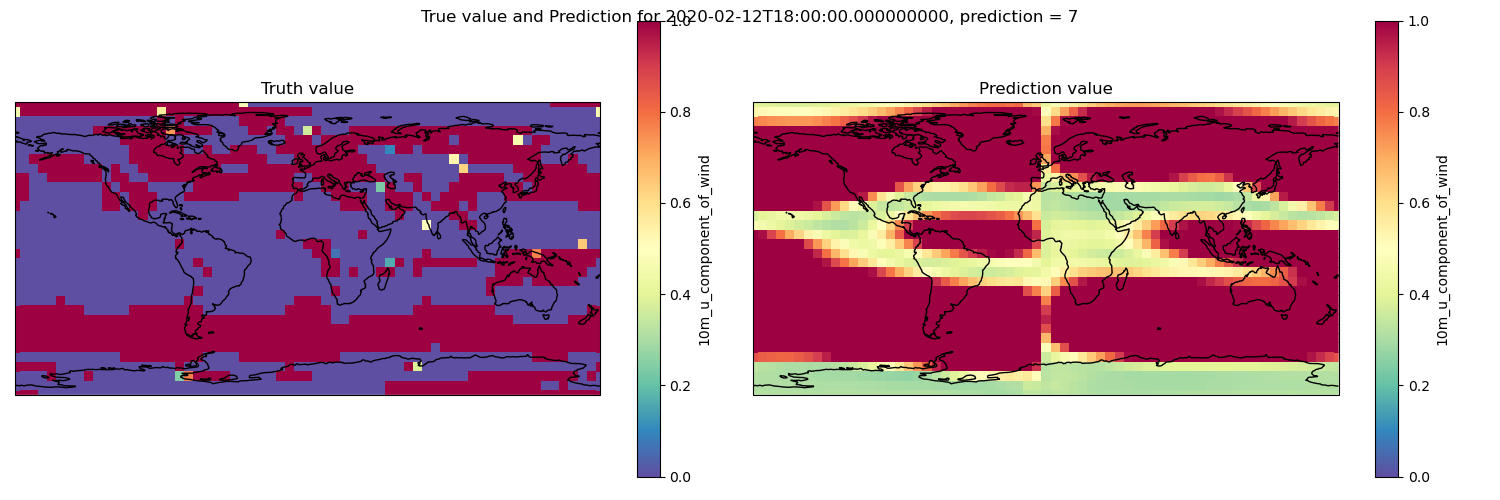 True value and Prediction for 2020-02-12T18:00:00.000000000, prediction = 7
Truth value
1.0
0.8
0.6
0.4
0.2
0.0
10m_u_component_of_wind
Prediction value
1.0
0.8
0.6
0.4
0.2
0.0
10m_u_component_of_wind